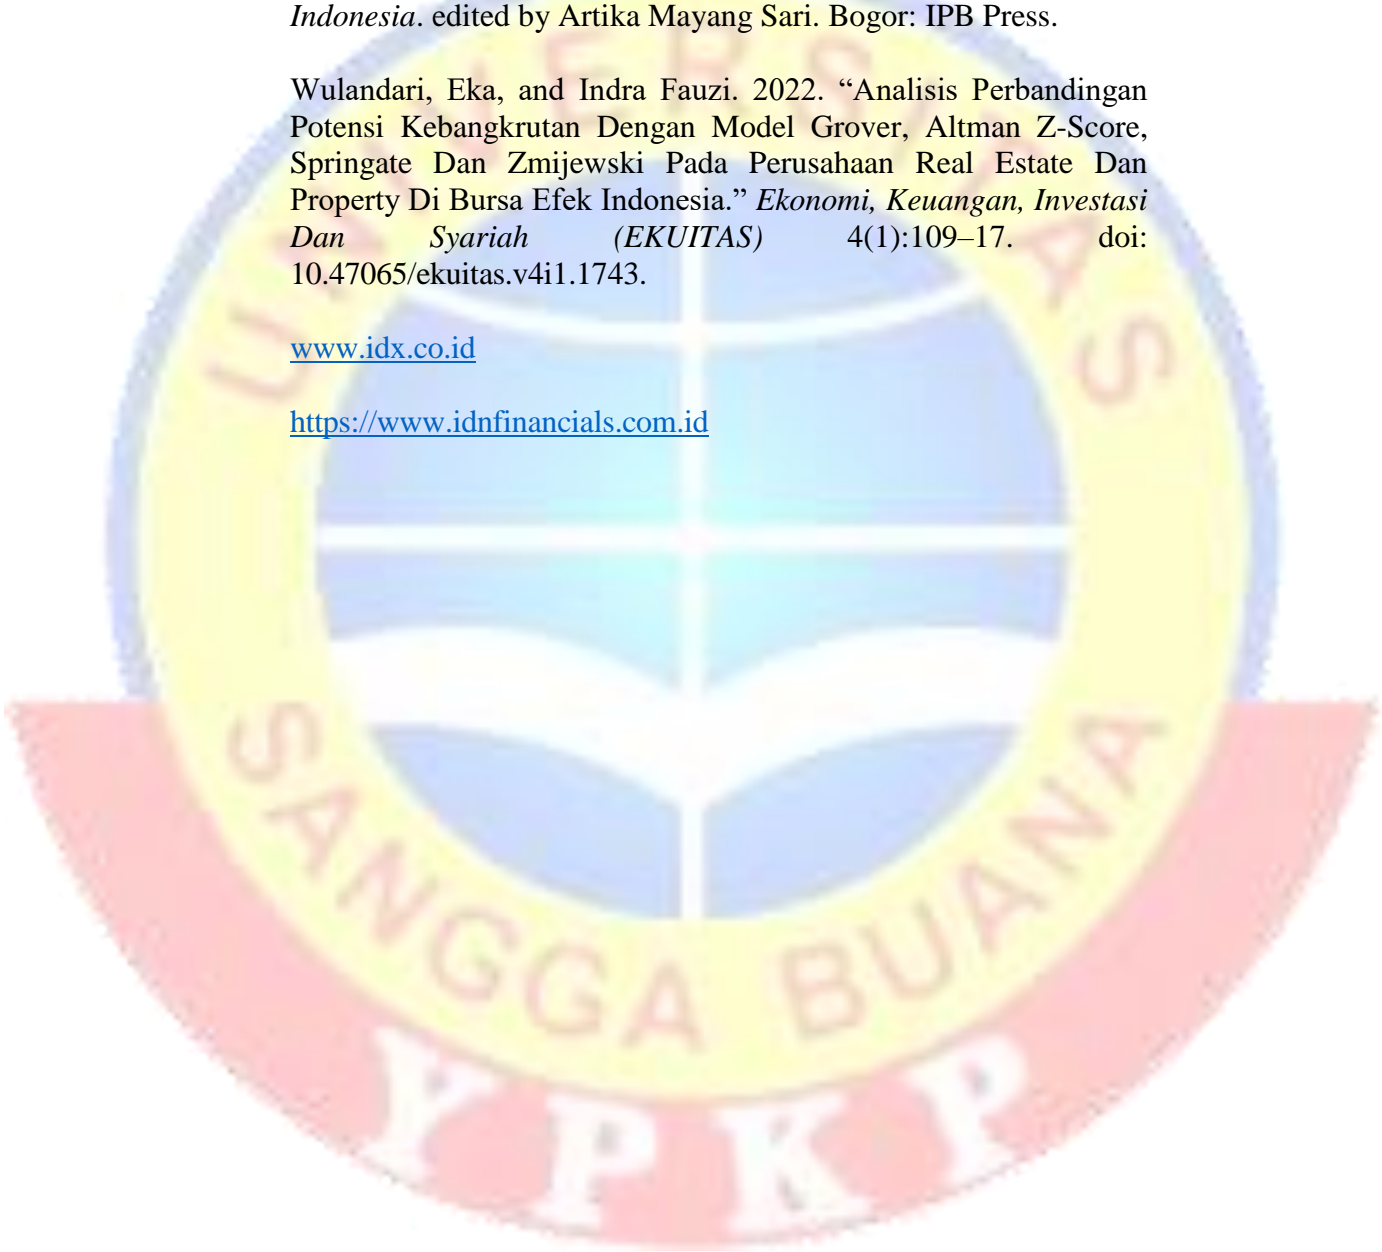 Indonesia. edited by Artika Mayang Sari. Bogor: IPB Press.
Wulandari, Eka, and Indra Fauzi. 2022. “Analisis Perbandingan
Potensi Kebangkrutan Dengan Model Grover, Altman Z-Score,
Springate Dan Zmijewski Pada Perusahaan Real Estate Dan
Property Di Bursa Efek Indonesia.” Ekonomi, Keuangan, Investasi
Dan Syariah (EKUITAS) 4(1):109–17. doi:
10.47065/ekuitas.v4i1.1743.
www.idx.co.id
https://www.idnfinancials.com.id
UNIVERSITAS
SANGGA BUANA
YPKP